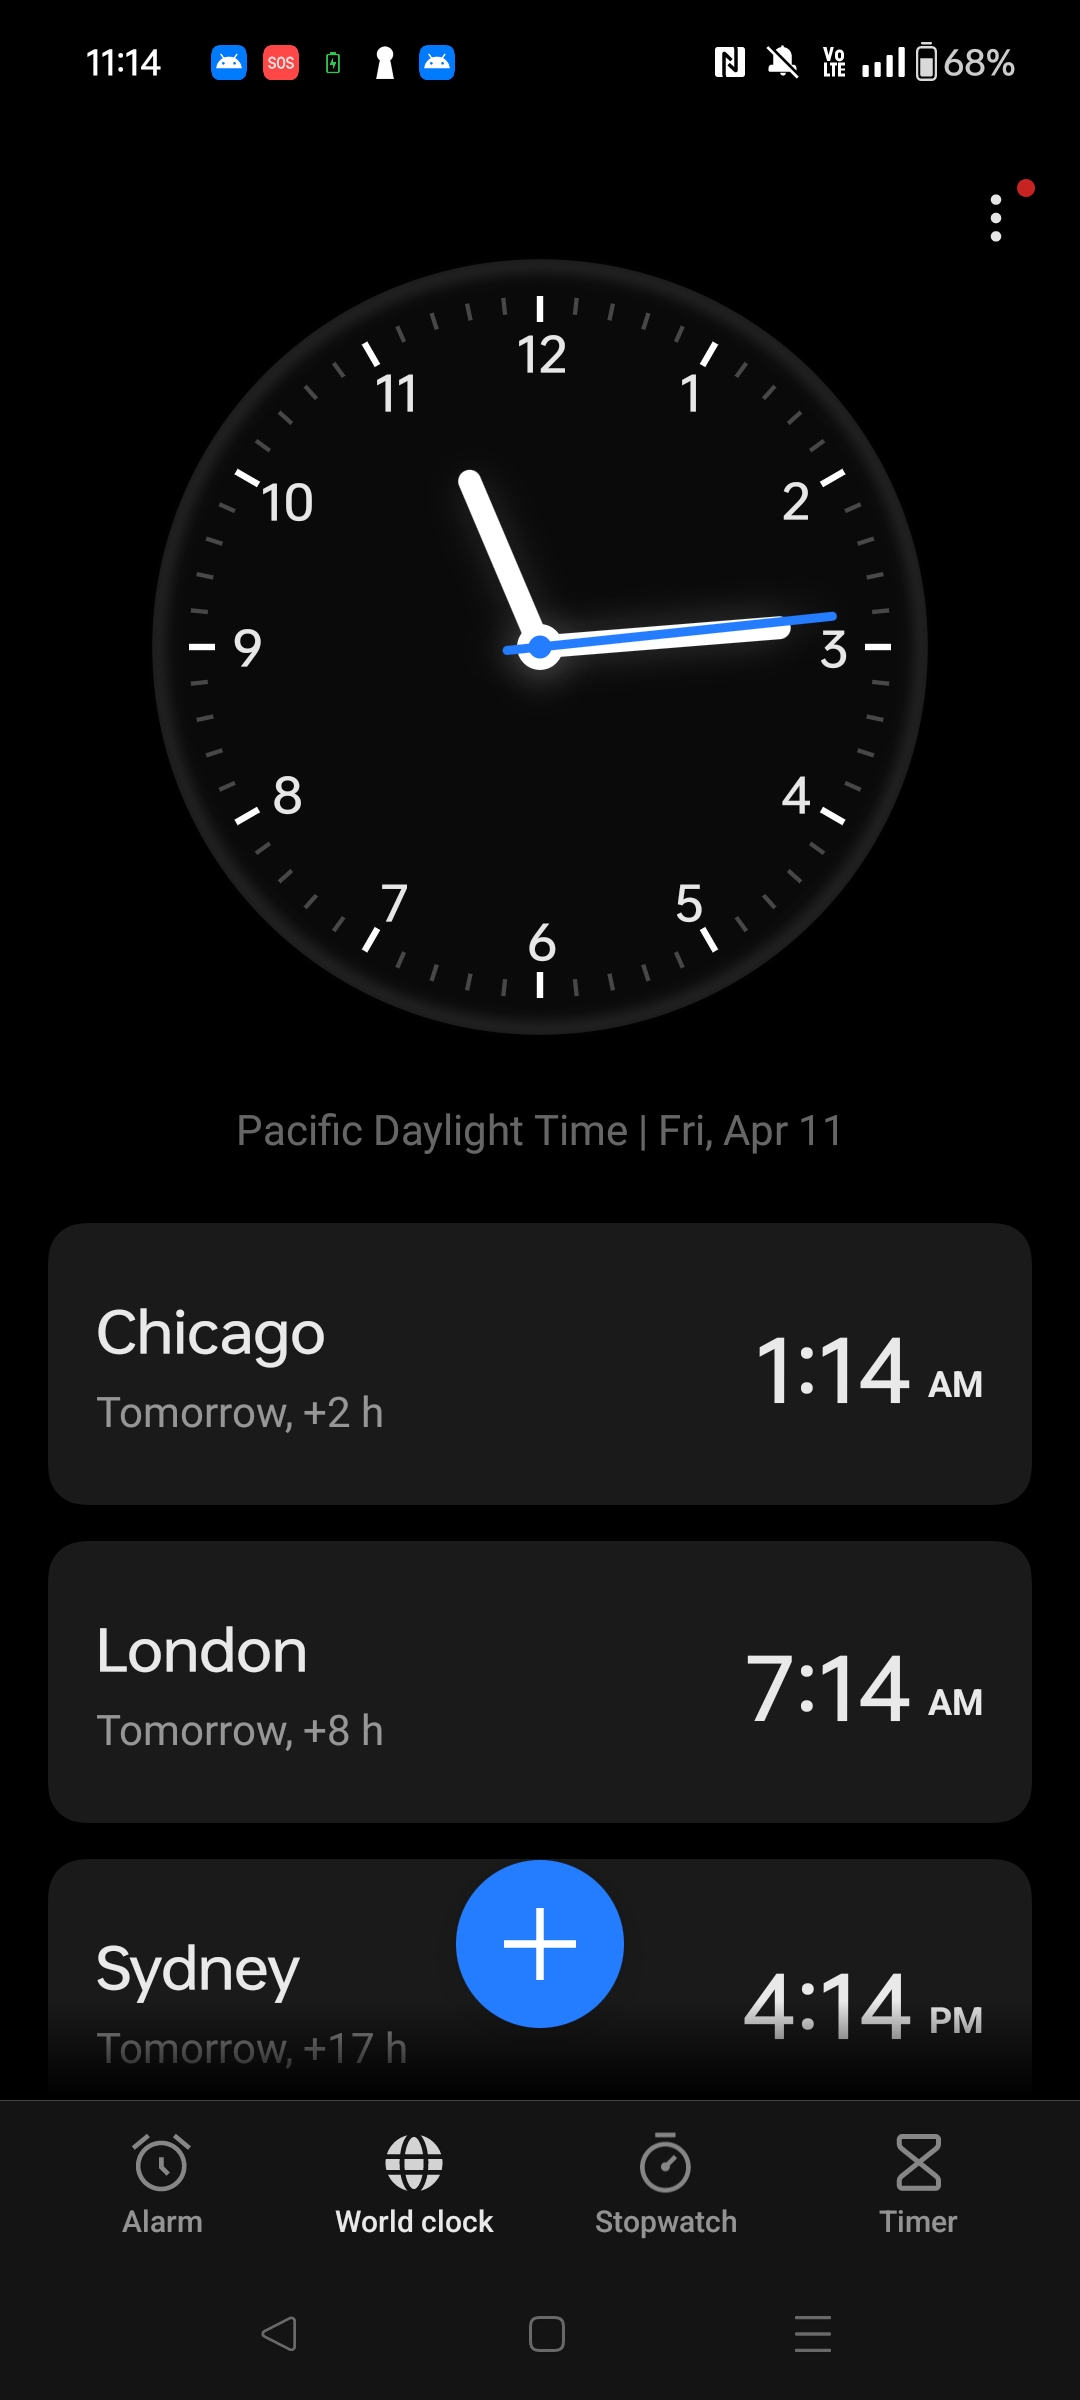 11:14 SOS Vo LTE 68%
12
11 1
10 2
9 3
8 4
7 5
6
Pacific Daylight Time | Fri, Apr 11
Chicago
Tomorrow, +2 h
1:14 AM
London
Tomorrow, +8 h
7:14 AM
Sydney
Tomorrow, +17 h
4:14 PM
Alarm World clock Stopwatch Timer